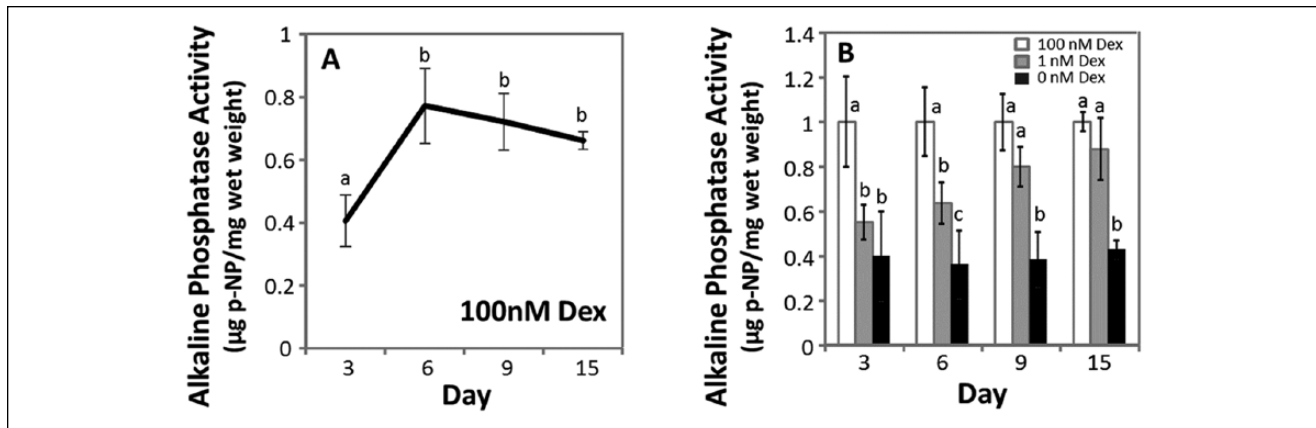 A
Alkaline Phosphatase Activity
(µg p-NP/mg wet weight)
1
0.8
0.6
0.4
0.2
0
a
b
b
b
100nM Dex
3
6
9
15
Day
B
Alkaline Phosphatase Activity
(µg p-NP/mg wet weight)
1.4
1.2
1
0.8
0.6
0.4
0.2
0
100 nM Dex
1 nM Dex
0 nM Dex
a
b
b
a
b
c
a
a
b
a
a
b
3
6
9
15
Day